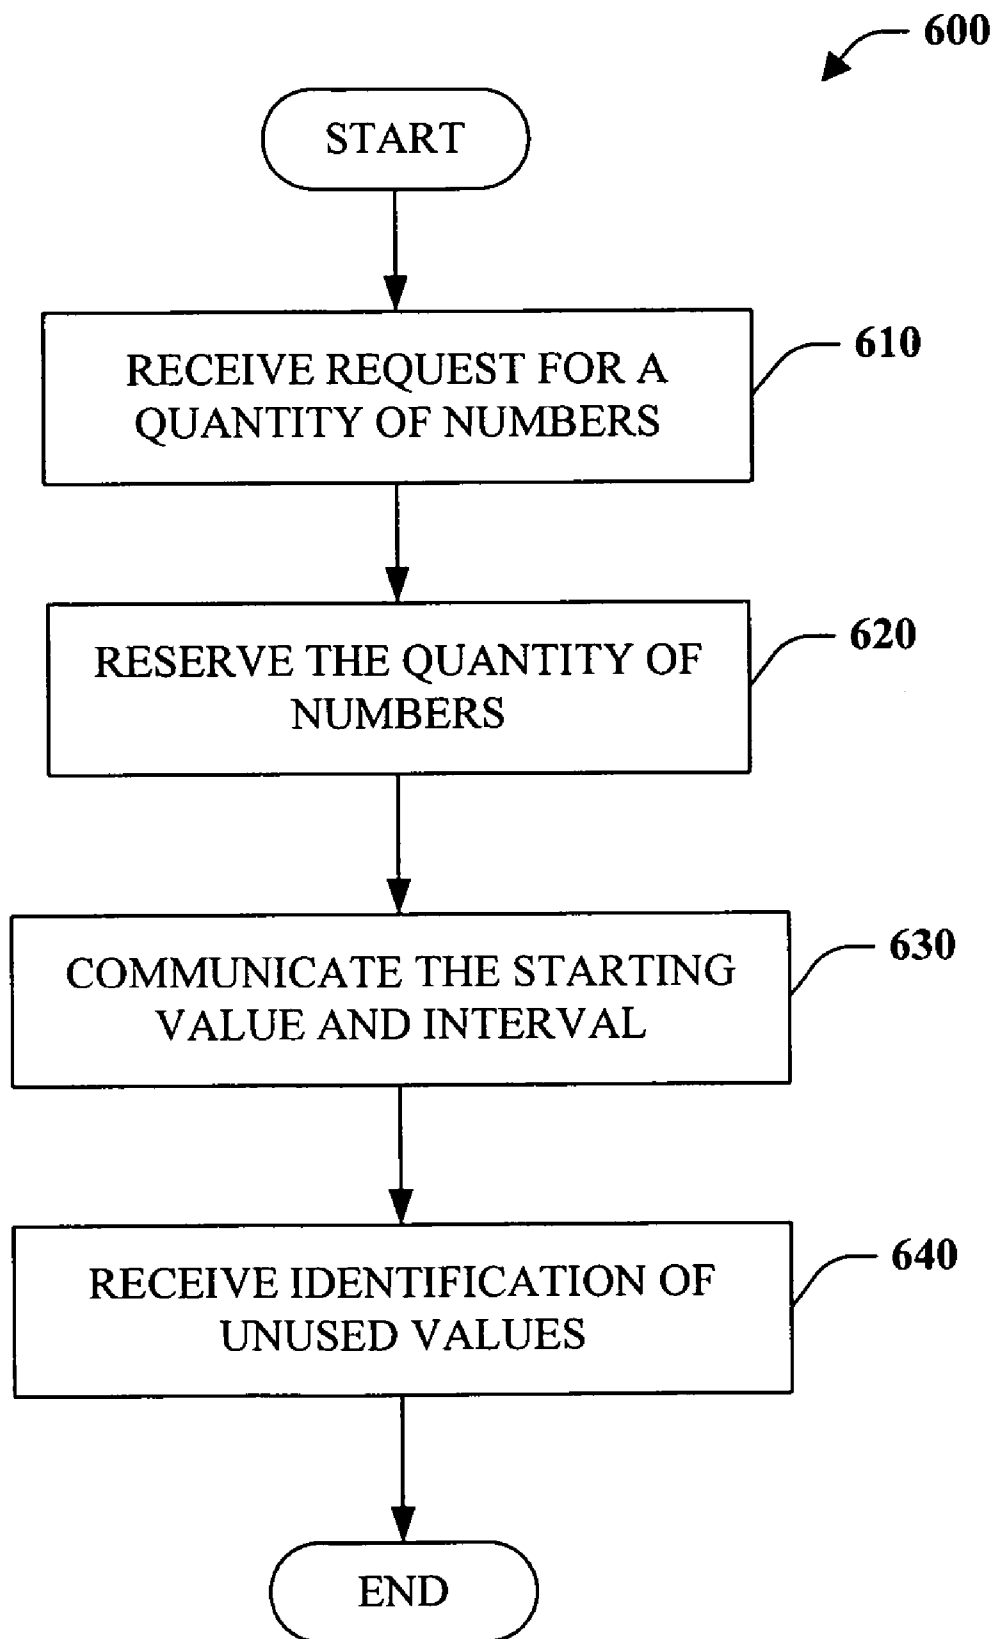 600
START
RECEIVE REQUEST FOR A
QUANTITY OF NUMBERS
610
RESERVE THE QUANTITY OF
NUMBERS
620
COMMUNICATE THE STARTING
VALUE AND INTERVAL
630
RECEIVE IDENTIFICATION OF
UNUSED VALUES
640
END